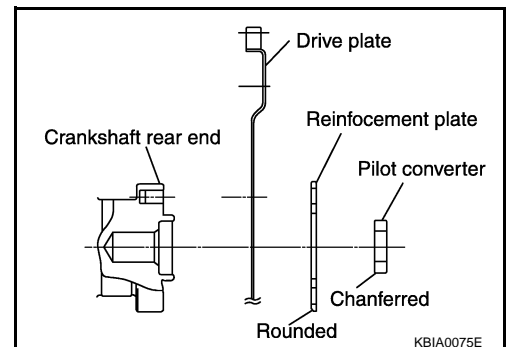 Drive plate
Reinfocement plate
Crankshaft rear end
Pilot converter
Chanferred
Rounded
KBIA0075E